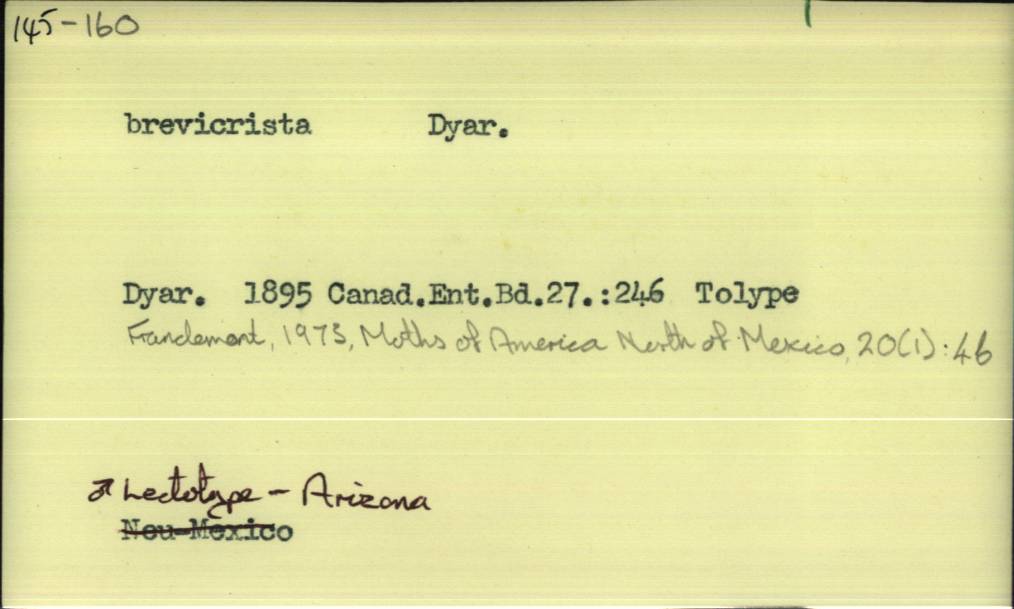 145-160
brevicrista Dyar.
Dyar. 1895 Canad.Ent.Bd.27.:246 Tolype
Franclemont, 1973, Moths of America North of Mexico, 20(1):46
♂ Lectotype - Arizona
Neu-Mexico